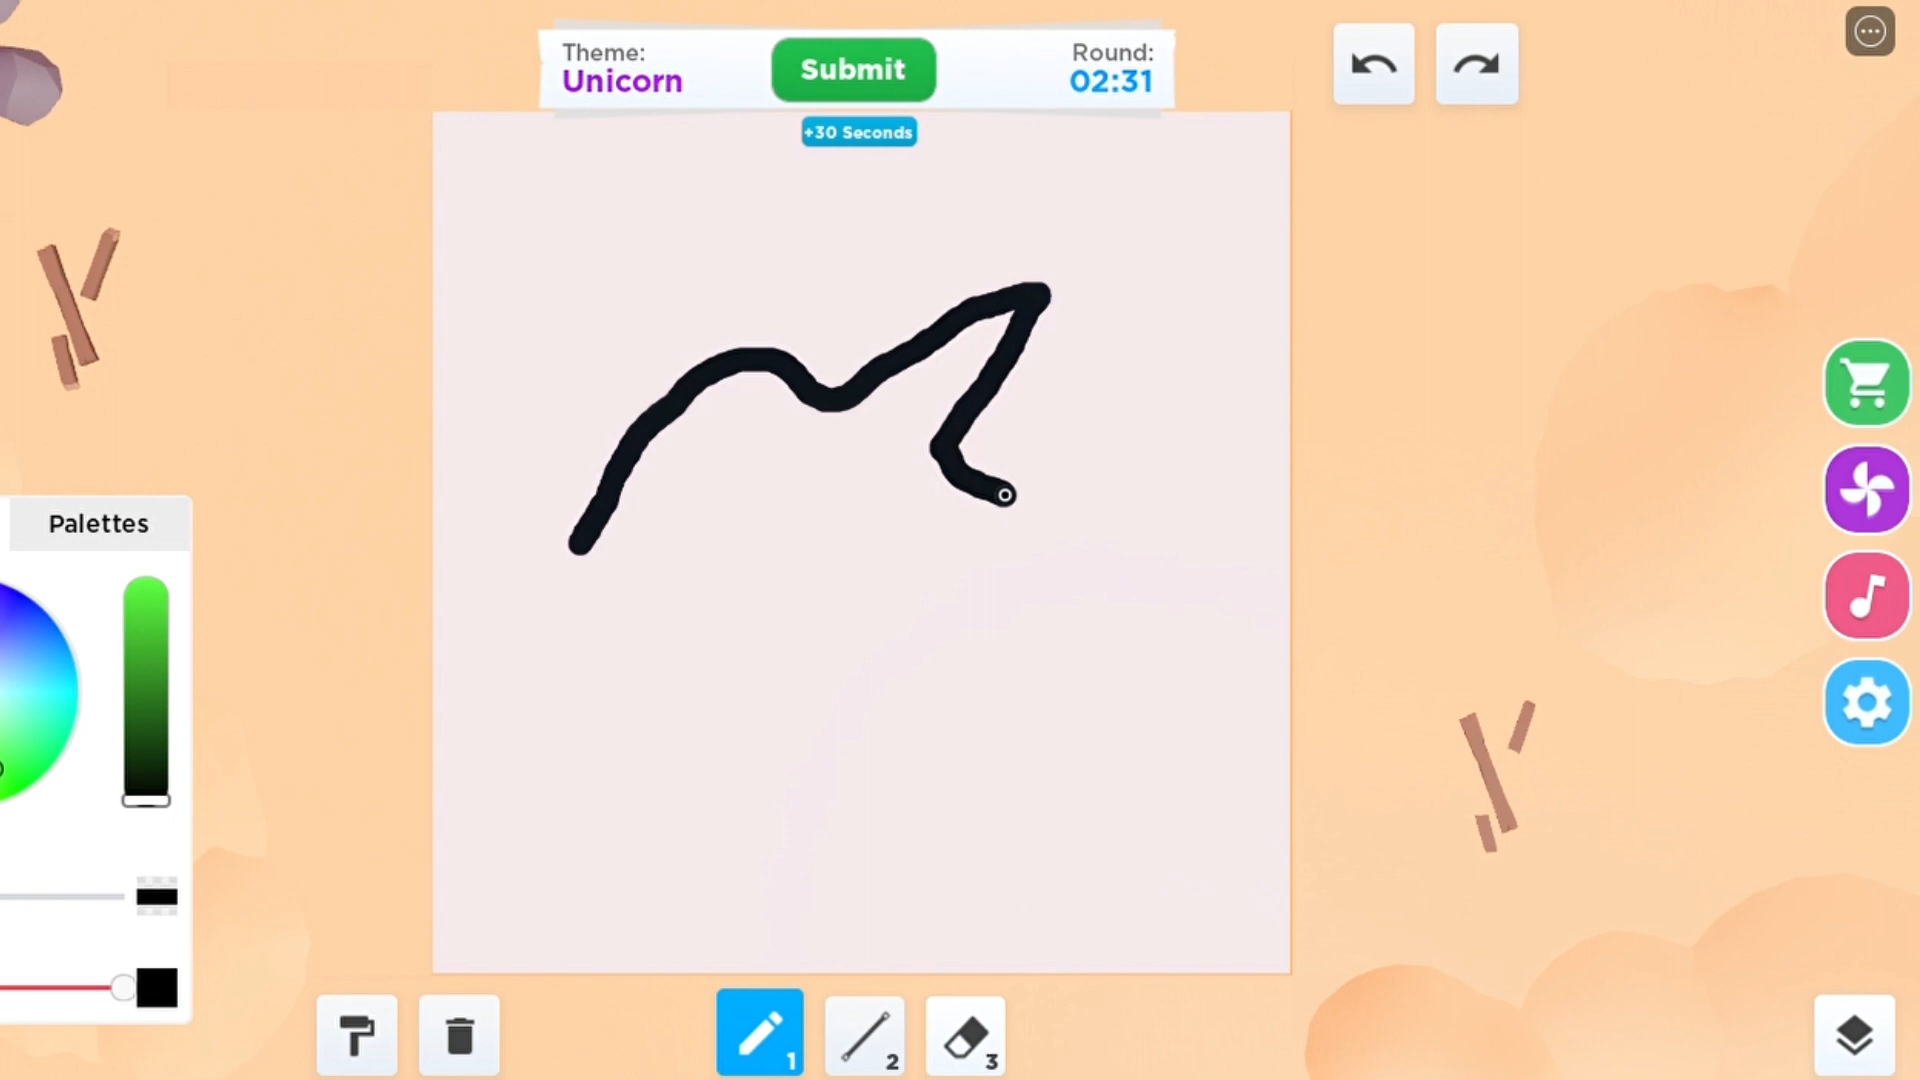 Theme:
Unicorn
Submit
Round:
02:31
+30 Seconds
Palettes
1
2
3